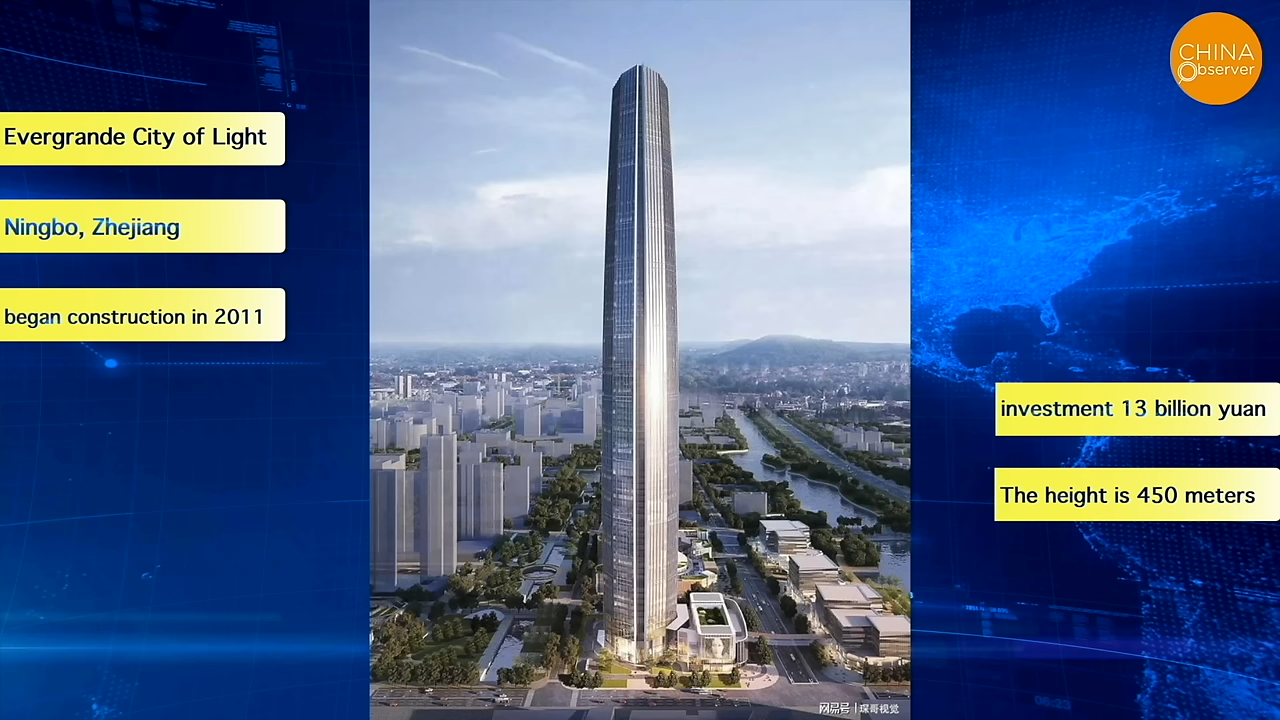 CHINA
Observer
Evergrande City of Light
Ningbo, Zhejiang
began construction in 2011
investment 13 billion yuan
The height is 450 meters
网易号 | 琛哥视觉